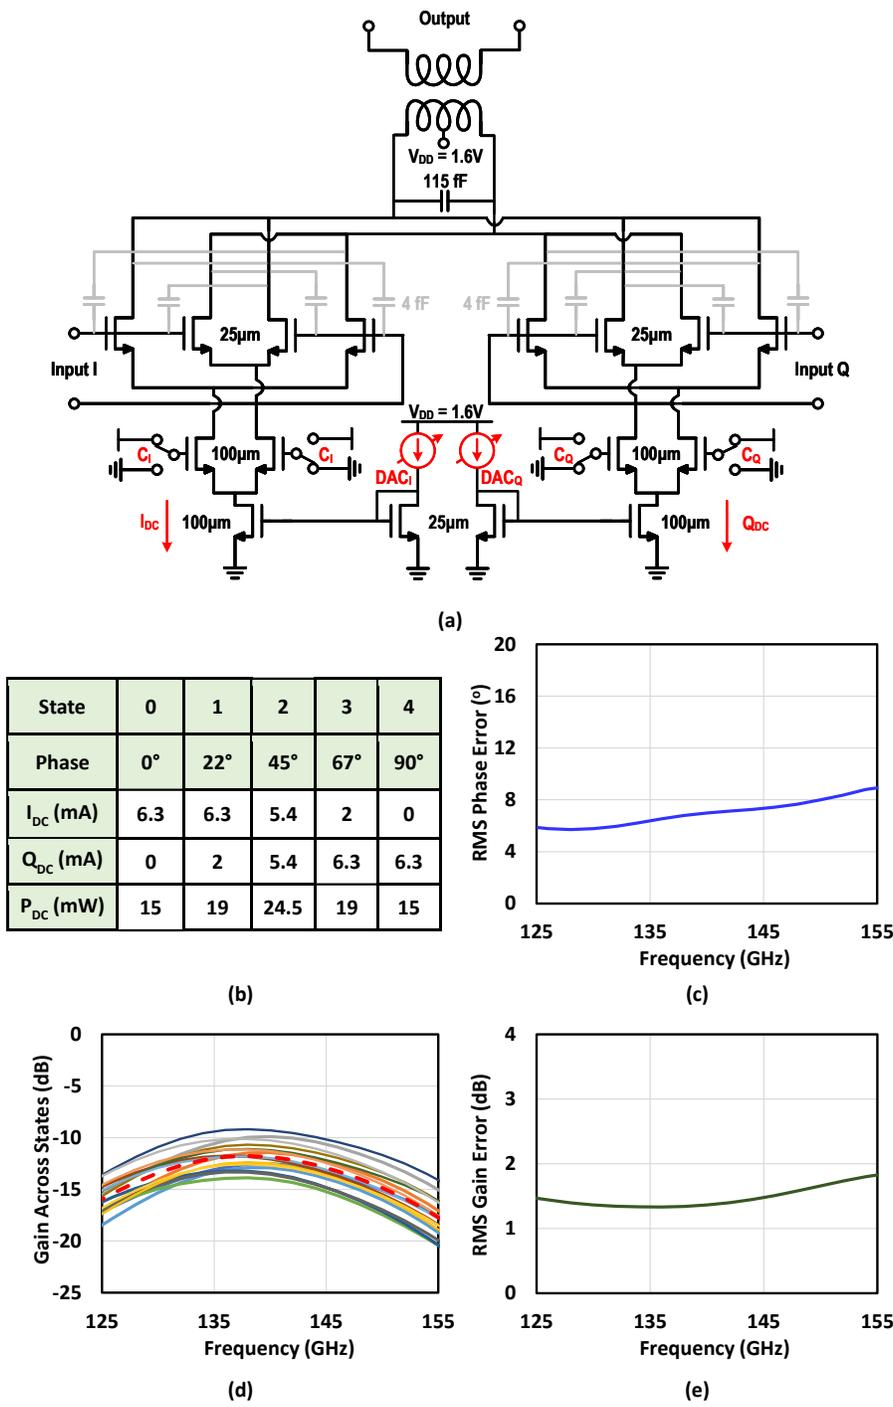 Output
V_DD = 1.6V
115 fF
4 fF 4 fF
25µm 25µm
Input I Input Q
V_DD = 1.6V
C_I 100µm C_I C_Q 100µm C_Q
DAC_I DAC_Q
I_DC 100µm 25µm 100µm Q_DC
(a)
State 0 1 2 3 4
Phase 0° 22° 45° 67° 90°
I_DC (mA) 6.3 6.3 5.4 2 0
Q_DC (mA) 0 2 5.4 6.3 6.3
P_DC (mW) 15 19 24.5 19 15
(b)
RMS Phase Error (°)
20
16
12
8
4
0
125 135 145 155
Frequency (GHz)
(c)
Gain Across States (dB)
0
-5
-10
-15
-20
-25
125 135 145 155
Frequency (GHz)
(d)
RMS Gain Error (dB)
4
3
2
1
0
125 135 145 155
Frequency (GHz)
(e)